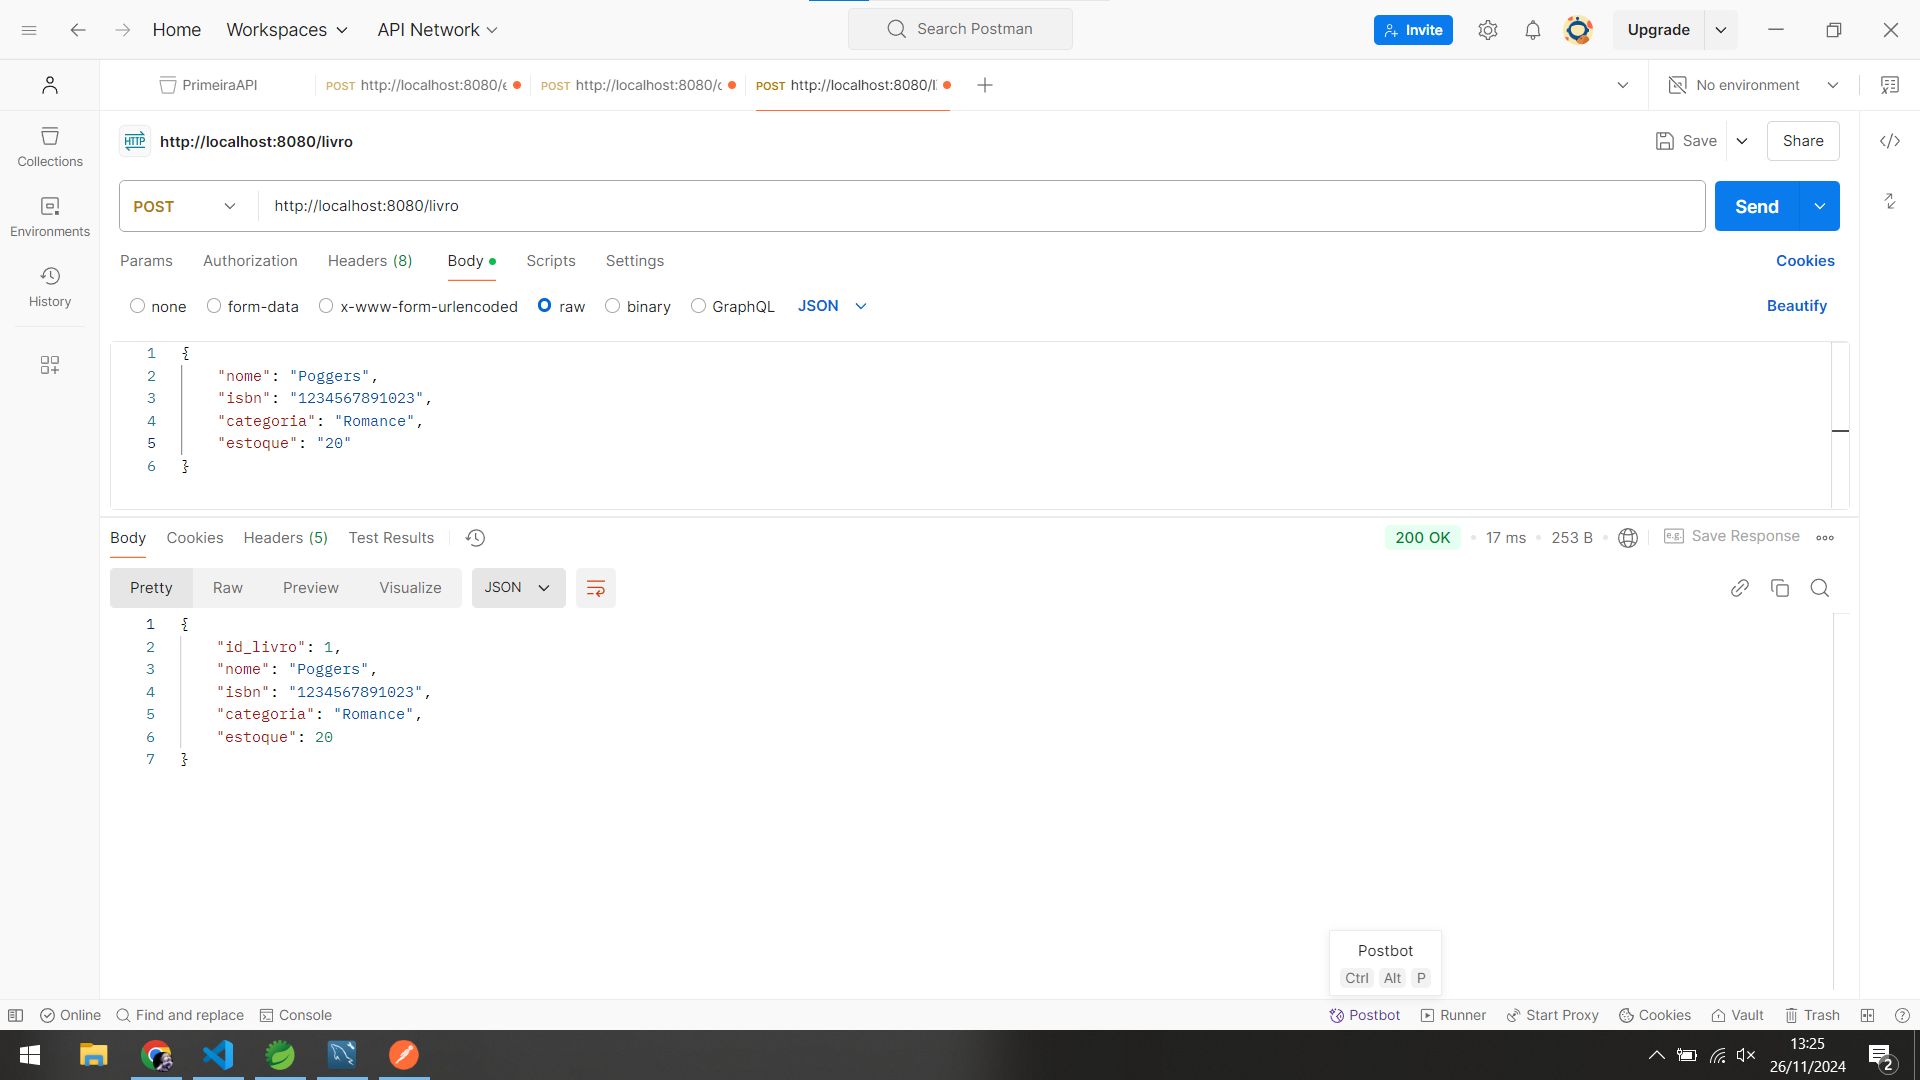 Home Workspaces API Network Search Postman Invite Upgrade
PrimeiraAPI POST http://localhost:8080/ POST http://localhost:8080/ POST http://localhost:8080/l No environment
HTTP http://localhost:8080/livro Save Share
Collections
POST http://localhost:8080/livro Send
Environments
Params Authorization Headers (8) Body Scripts Settings Cookies
History
none form-data x-www-form-urlencoded raw binary GraphQL JSON Beautify
1 {
2 "nome": "Poggers",
3 "isbn": "1234567891023",
4 "categoria": "Romance",
5 "estoque": "20"
6 }
Body Cookies Headers (5) Test Results 200 OK 17 ms 253 B e.g. Save Response
Pretty Raw Preview Visualize JSON
1 {
2 "id_livro": 1,
3 "nome": "Poggers",
4 "isbn": "1234567891023",
5 "categoria": "Romance",
6 "estoque": 20
7 }
Postbot
Ctrl Alt P
Online Find and replace Console Postbot Runner Start Proxy Cookies Vault Trash
13:25
26/11/2024 2